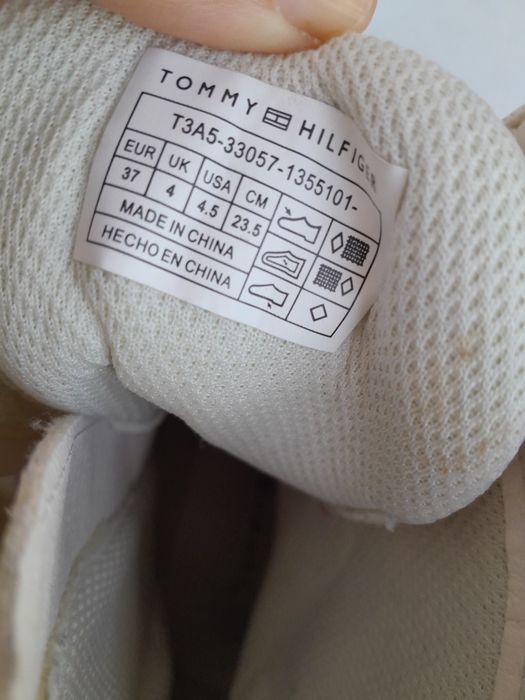 TOMMY HILFIGER
T3A5-33057-1355101-
EUR UK USA CM
37 4 4.5 23.5
MADE IN CHINA
HECHO EN CHINA